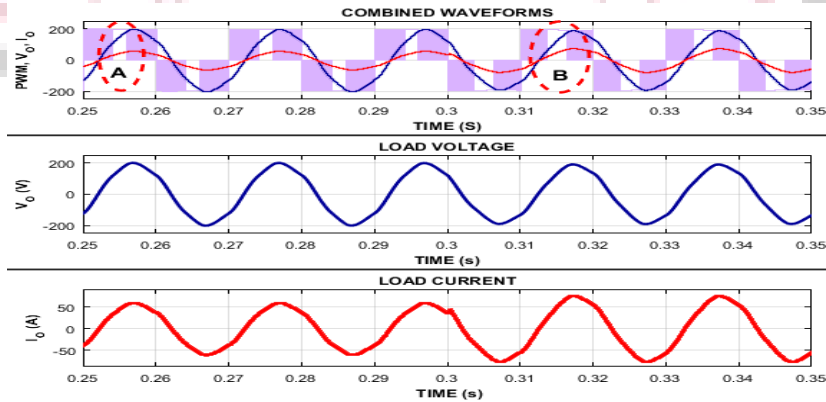 COMBINED WAVEFORMS
PWM, Vo, Io
200
0
-200
A
B
0.25 0.26 0.27 0.28 0.29 0.3 0.31 0.32 0.33 0.34 0.35
TIME (S)
LOAD VOLTAGE
Vo (V)
200
0
-200
0.25 0.26 0.27 0.28 0.29 0.3 0.31 0.32 0.33 0.34 0.35
TIME (s)
LOAD CURRENT
Io (A)
50
0
-50
0.25 0.26 0.27 0.28 0.29 0.3 0.31 0.32 0.33 0.34 0.35
TIME (s)